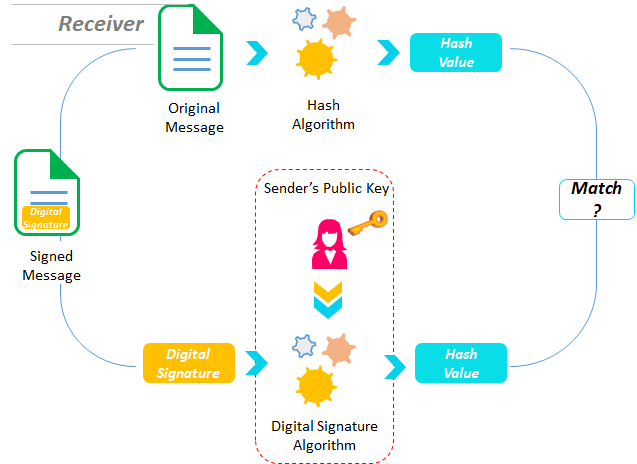 Receiver
Original
Message
Hash
Algorithm
Hash
Value
Digital
Signature
Signed
Message
Sender's Public Key
Match
?
Digital
Signature
Digital Signature
Algorithm
Hash
Value